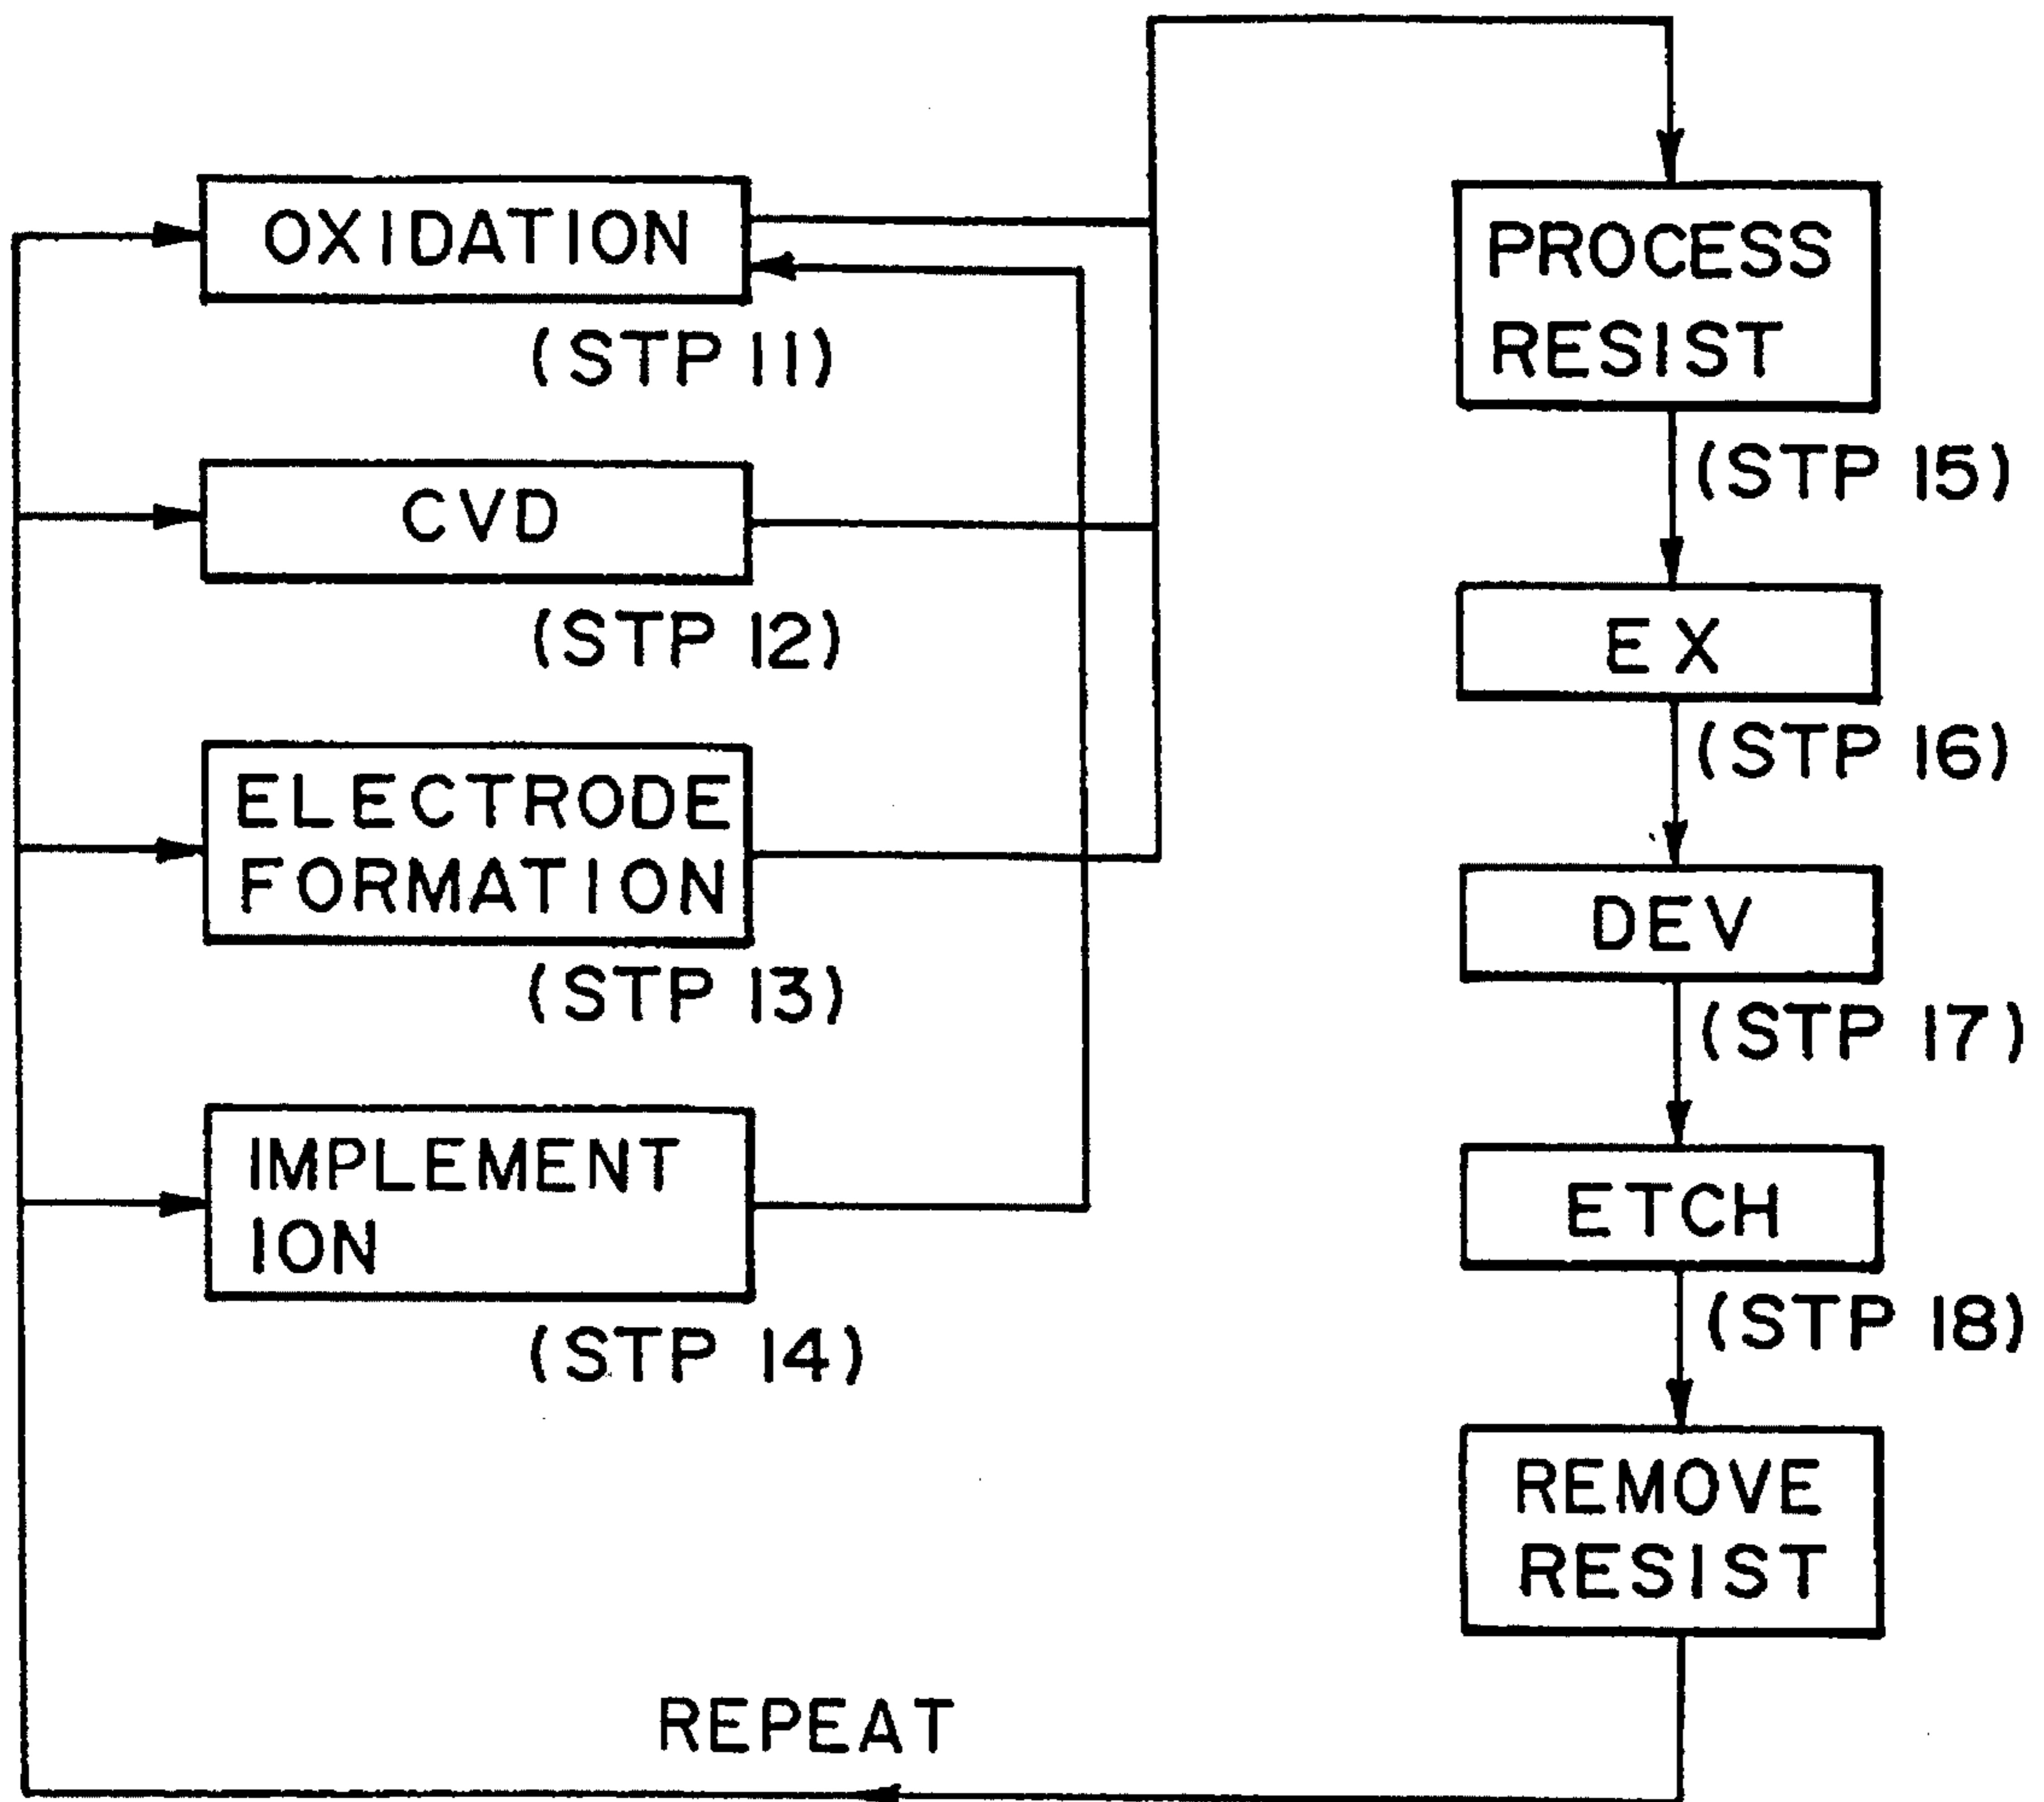 OXIDATION
(STP 11)
CVD
(STP 12)
ELECTRODE
FORMATION
(STP 13)
IMPLEMENT
ION
(STP 14)
PROCESS
RESIST
(STP 15)
EX
(STP 16)
DEV
(STP 17)
ETCH
(STP 18)
REMOVE
RESIST
REPEAT